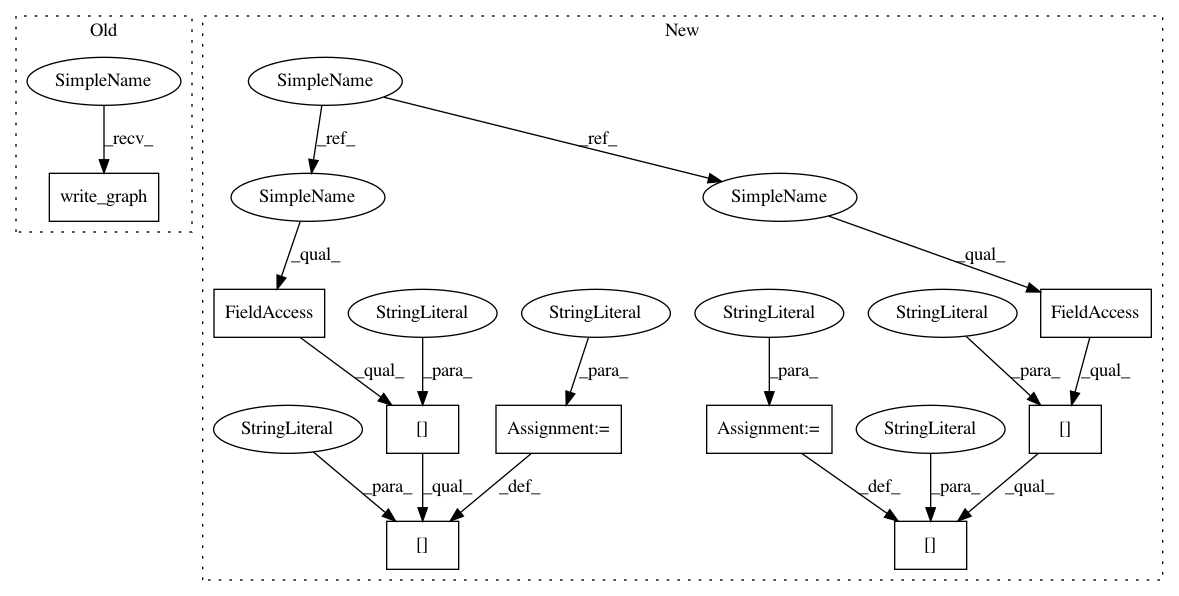 Old
New
SimpleName
SimpleName
_recv_
_ref_
_ref_
write_graph
SimpleName
SimpleName
_qual_
_qual_
FieldAccess
StringLiteral
StringLiteral
StringLiteral
StringLiteral
FieldAccess
_qual_
_para_
_para_
_para_
_para_
_qual_
StringLiteral
[]
Assignment:=
Assignment:=
StringLiteral
[]
_para_
_qual_
_def_
_def_
_para_
_qual_
[]
[]